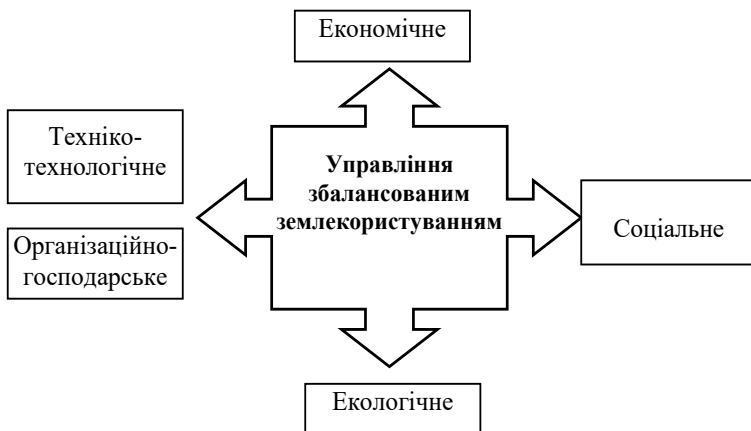 Економічне
Техніко-
технологічне
Управління
збалансованим
землекористуванням
Організаційно-
господарське
Соціальне
Екологічне